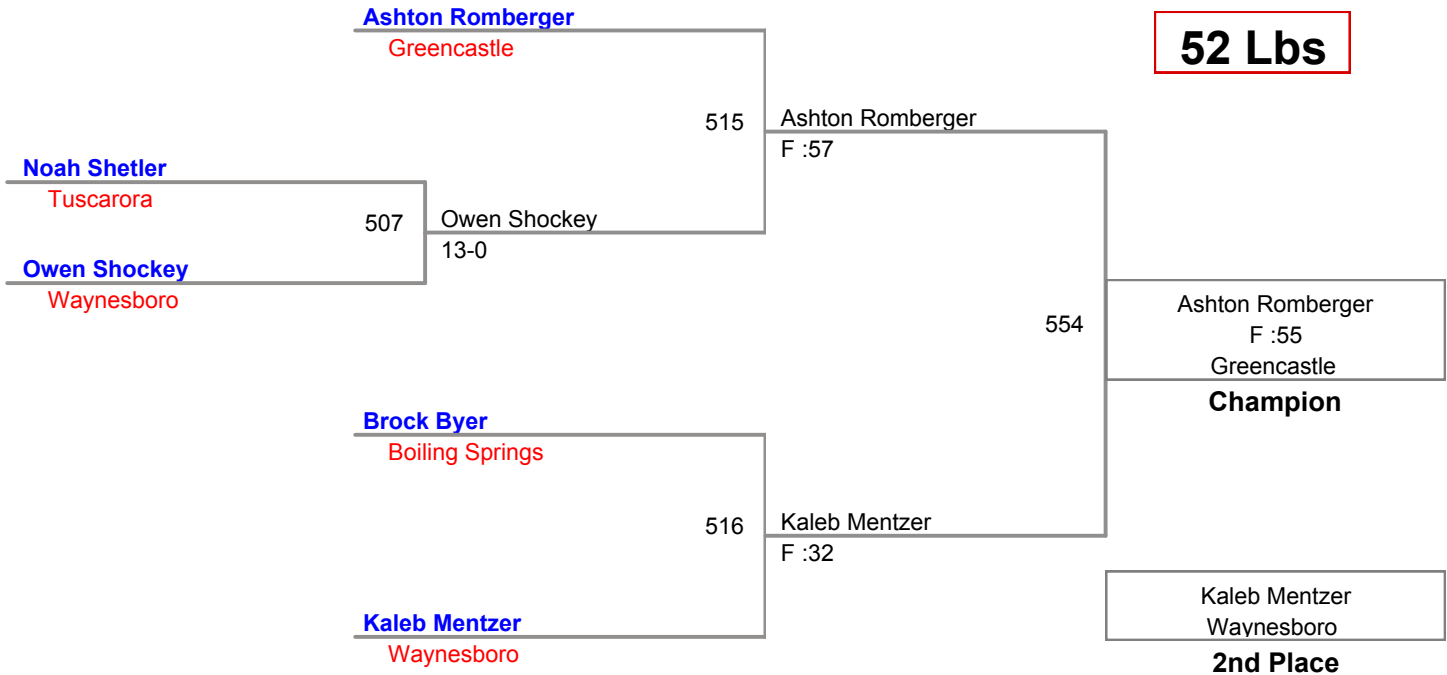 Ashton Romberger
Greencastle
52 Lbs
515
Ashton Romberger
F :57
Noah Shetler
Tuscarora
507
Owen Shockey
13-0
Owen Shockey
Waynesboro
554
Ashton Romberger
F :55
Greencastle
Champion
Brock Byer
Boiling Springs
516
Kaleb Mentzer
F :32
Kaleb Mentzer
Waynesboro
Kaleb Mentzer
Waynesboro
2nd Place